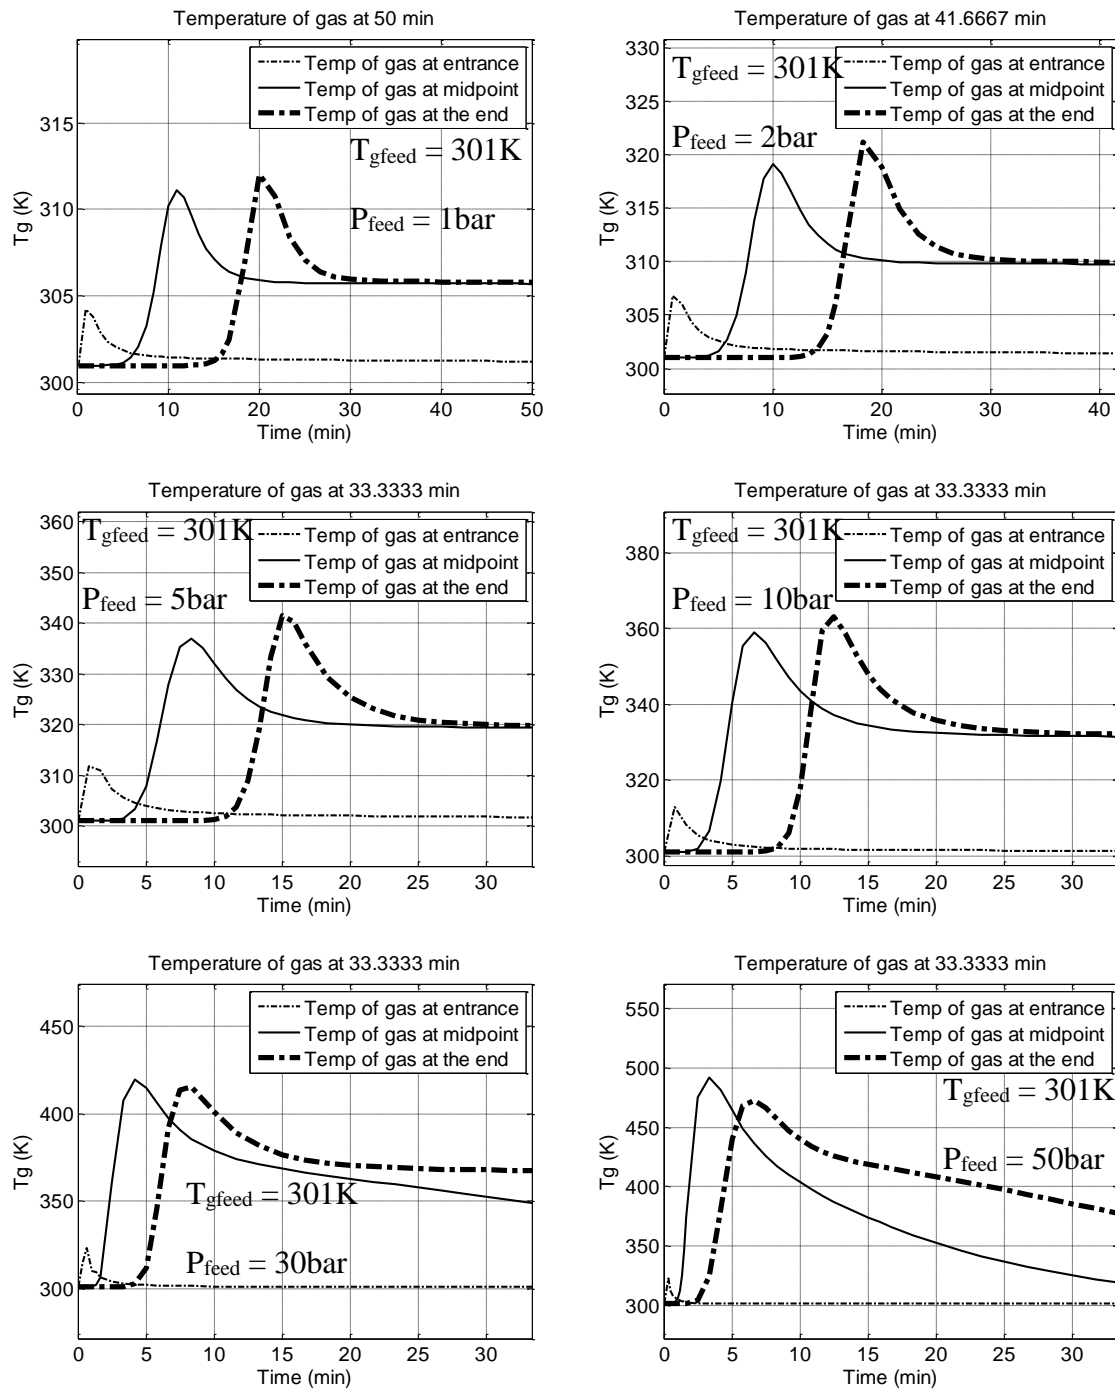 Temperature of gas at 50 min
Temp of gas at entrance
Temp of gas at midpoint
Temp of gas at the end
Tgfeed = 301K
Pfeed = 1bar
315
310
305
300
Tg (K)
0 10 20 30 40 50
Time (min)
Temperature of gas at 41.6667 min
Tgfeed = 301K
Temp of gas at entrance
Temp of gas at midpoint
Temp of gas at the end
Pfeed = 2bar
330
325
320
315
310
305
300
Tg (K)
0 10 20 30 40
Time (min)
Temperature of gas at 33.3333 min
Tgfeed = 301K
Temp of gas at entrance
Temp of gas at midpoint
Temp of gas at the end
Pfeed = 5bar
360
350
340
330
320
310
300
Tg (K)
0 5 10 15 20 25 30
Time (min)
Temperature of gas at 33.3333 min
Tgfeed = 301K
Temp of gas at entrance
Temp of gas at midpoint
Temp of gas at the end
Pfeed = 10bar
380
360
340
320
300
Tg (K)
0 5 10 15 20 25 30
Time (min)
Temperature of gas at 33.3333 min
Temp of gas at entrance
Temp of gas at midpoint
Temp of gas at the end
Tgfeed = 301K
Pfeed = 30bar
450
400
350
300
Tg (K)
0 5 10 15 20 25 30
Time (min)
Temperature of gas at 33.3333 min
Temp of gas at entrance
Temp of gas at midpoint
Temp of gas at the end
Tgfeed = 301K
Pfeed = 50bar
550
500
450
400
350
300
Tg (K)
0 5 10 15 20 25 30
Time (min)